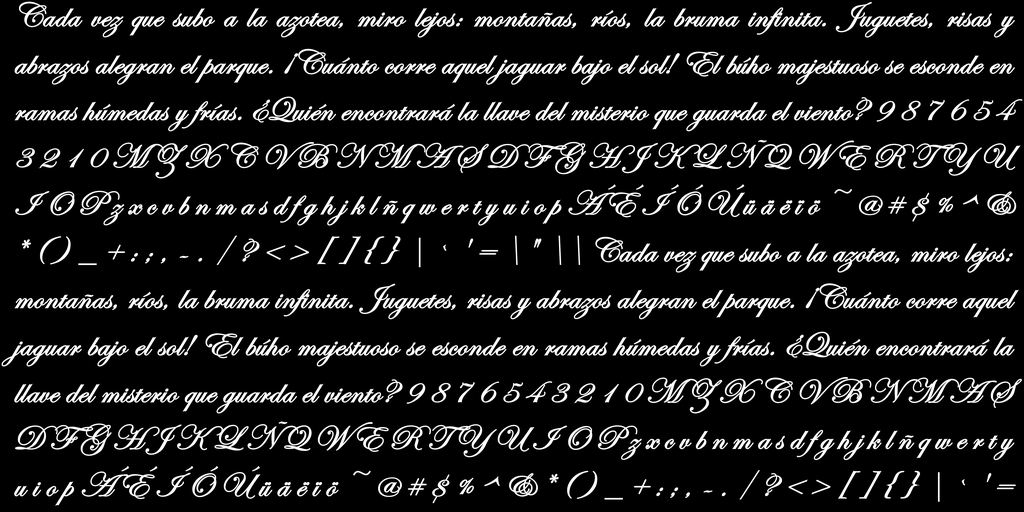 Cada vez que subo a la azotea, miro lejos: montañas, ríos, la bruma infinita. Juguetes, risas y
abrazos alegran el parque. ¡Cuánto corre aquel jaguar bajo el sol! El búho majestuoso se esconde en
ramas húmedas y frías. ¿Quién encontrará la llave del misterio que guarda el viento? 9 8 7 6 5 4
3 2 1 0 M Z X C V B N M A S D F G H J K L Ñ Q W E R T Y U
I O P z x c v b n m a s d f g h j k l ñ q w e r t y u i o p Á É Í Ó Ú ü ä ë ï ö ~ @ # $ % ^ &
* ( ) _ + : ; , - . / ? < > [ ] { } | ` ' = | " | | Cada vez que subo a la azotea, miro lejos:
montañas, ríos, la bruma infinita. Juguetes, risas y abrazos alegran el parque. ¡Cuánto corre aquel
jaguar bajo el sol! El búho majestuoso se esconde en ramas húmedas y frías. ¿Quién encontrará la
llave del misterio que guarda el viento? 9 8 7 6 5 4 3 2 1 0 M Z X C V B N M A S
D F G H J K L Ñ Q W E R T Y U I O P z x c v b n m a s d f g h j k l ñ q w e r t y
u i o p Á É Í Ó Ú ü ä ë ï ö ~ @ # $ % ^ & * ( ) _ + : ; , - . / ? < > [ ] { } | ` ' =